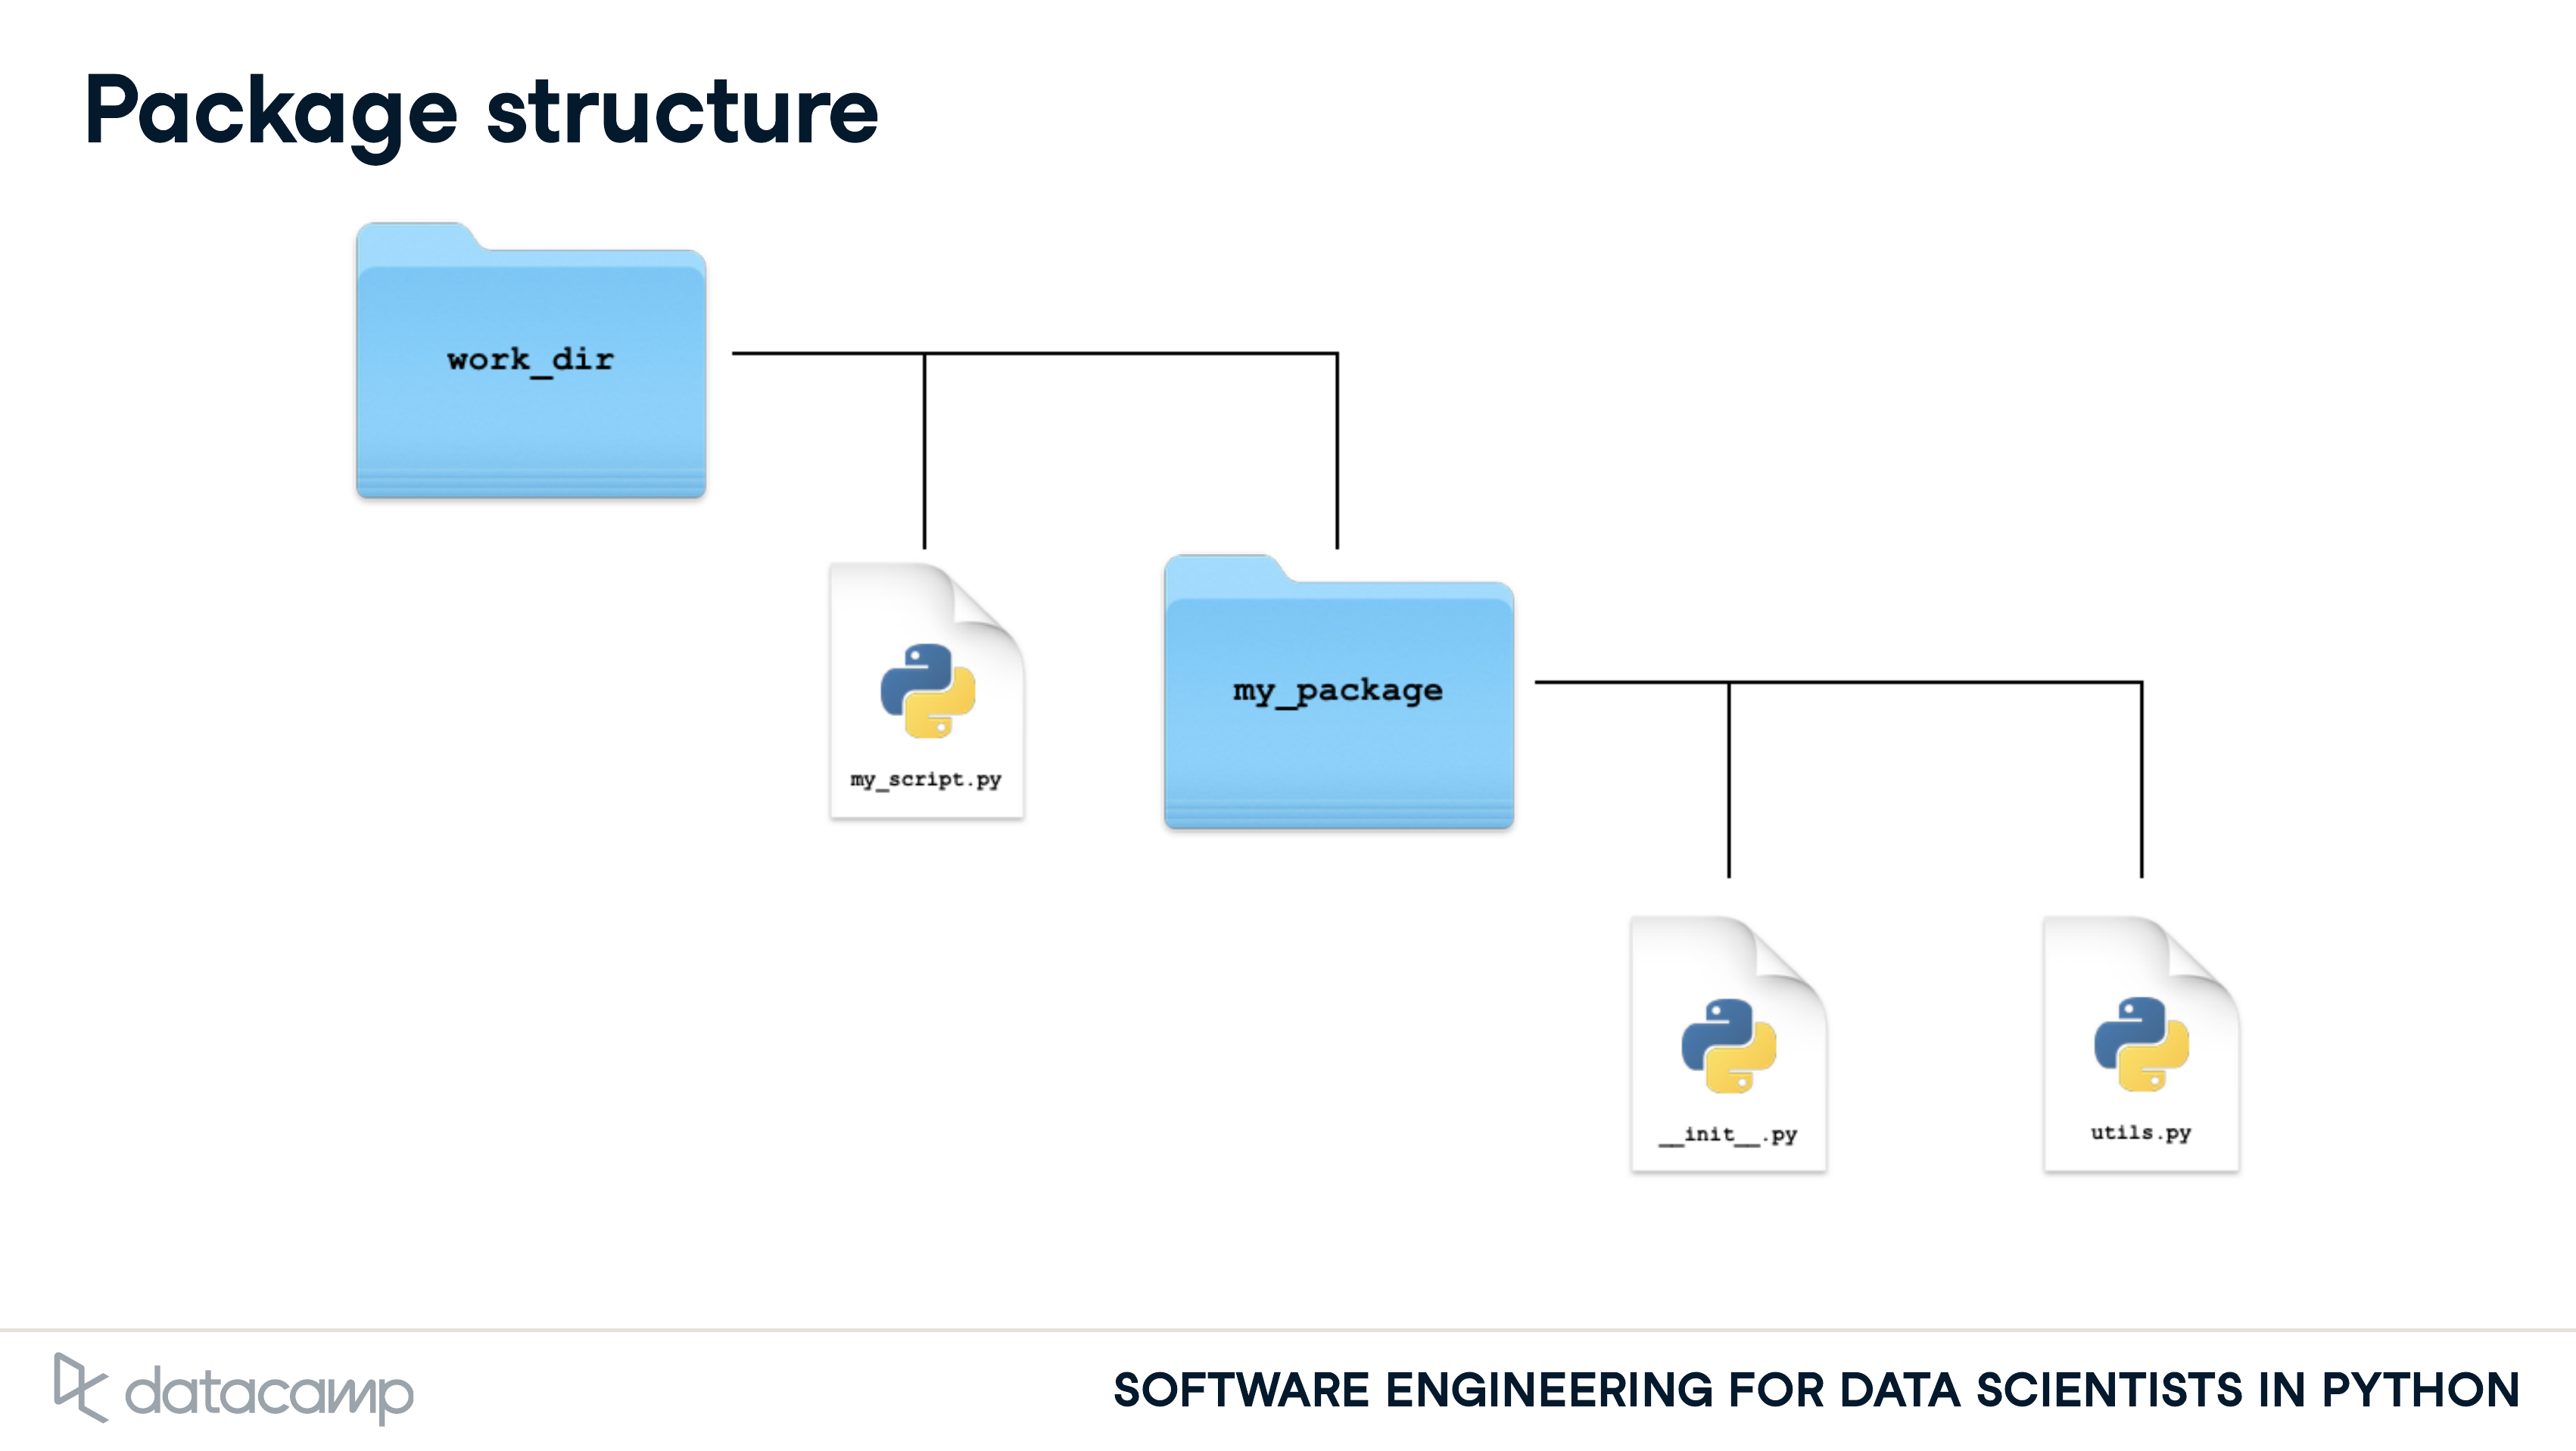 Package structure
work_dir
my_script.py
my_package
__init__.py
utils.py
datacamp
SOFTWARE ENGINEERING FOR DATA SCIENTISTS IN PYTHON